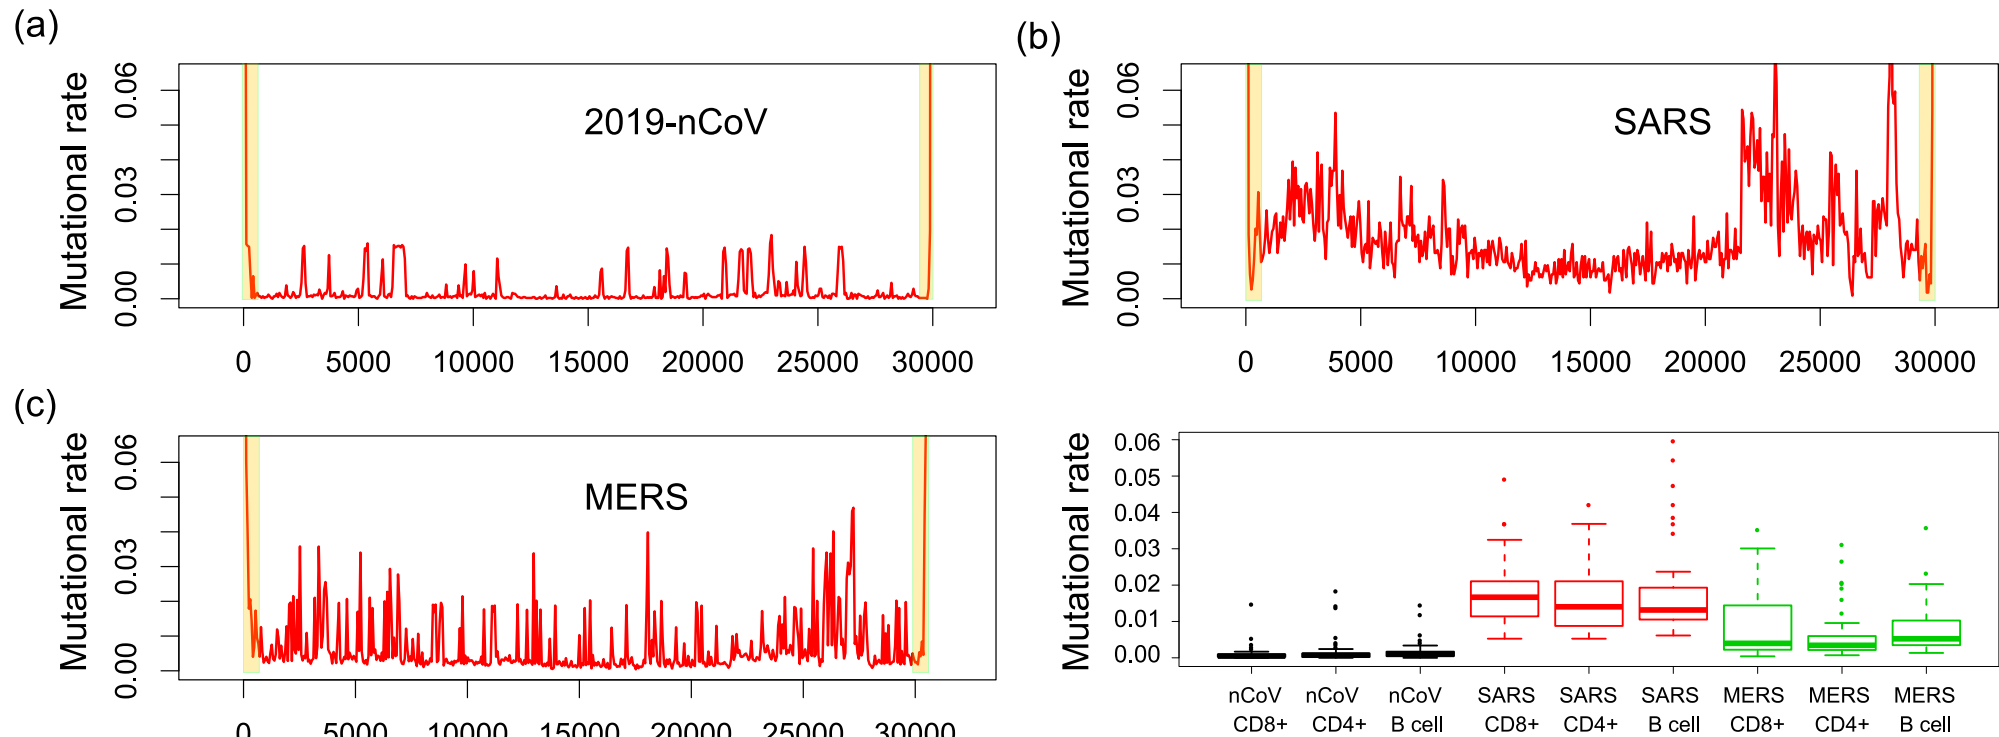 (a)
Mutational rate
0.00 0.03 0.06
2019-nCoV
0 5000 10000 15000 20000 25000 30000
(b)
Mutational rate
0.00 0.03 0.06
SARS
0 5000 10000 15000 20000 25000 30000
(c)
Mutational rate
0.00 0.03 0.06
MERS
0 5000 10000 15000 20000 25000 30000
Mutational rate
0.06
0.05
0.04
0.03
0.02
0.01
0.00
nCoV nCoV nCoV SARS SARS SARS MERS MERS MERS
CD8+ CD4+ B cell CD8+ CD4+ B cell CD8+ CD4+ B cell